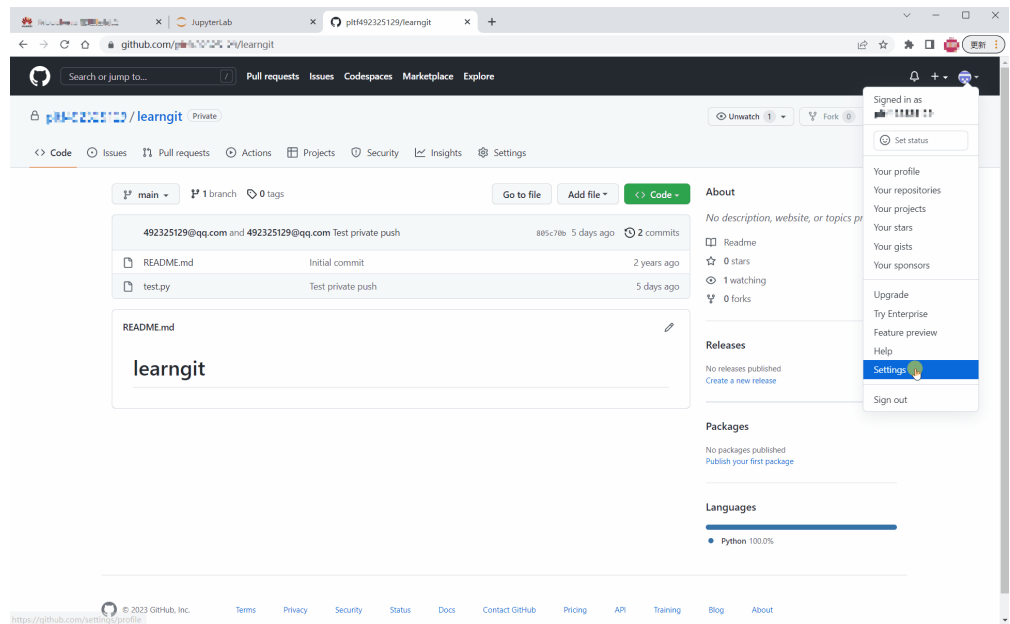 JupyterLab
pltf492325129/learngit
github.com/ /learngit
更新
Search or jump to...
/
Pull requests Issues Codespaces Marketplace Explore
/ learngit Private
Unwatch 1
Fork 0
Code Issues Pull requests Actions Projects Security Insights Settings
Signed in as
Set status
Your profile
Your repositories
Your projects
Your stars
Your gists
Your sponsors
Upgrade
Try Enterprise
Feature preview
Help
Settings
Sign out
main 1 branch 0 tags
Go to file Add file Code
492325129@qq.com and 492325129@qq.com Test private push 805c70b 5 days ago 2 commits
README.md Initial commit 2 years ago
test.py Test private push 5 days ago
README.md
learngit
About
No description, website, or topics pr
Readme
0 stars
1 watching
0 forks
Releases
No releases published
Create a new release
Packages
No packages published
Publish your first package
Languages
Python 100.0%
© 2023 GitHub, Inc. Terms Privacy Security Status Docs Contact GitHub Pricing API Training Blog About
https://github.com/settings/profile